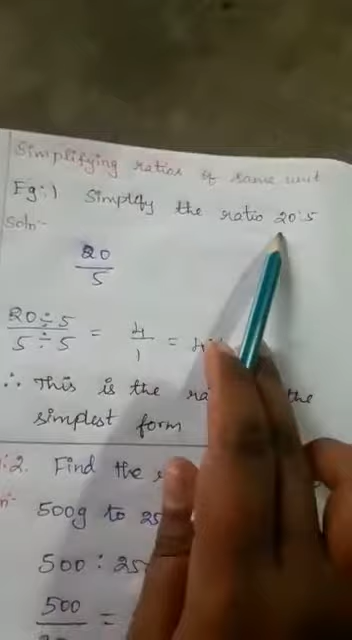 Simplifying ratios of same unit
Eg:1 Simplify the ratio 20:5
Soln:-
20
5
20÷5 = 4 = 4:
5÷5 1
∴ This is the the
simplest form
:2. Find the
500g to 25
500 : 25
500 =